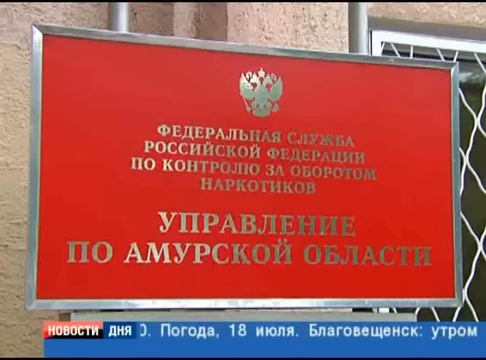 ФЕДЕРАЛЬНАЯ СЛУЖБА
РОССИЙСКОЙ ФЕДЕРАЦИИ
ПО КОНТРОЛЮ ЗА ОБОРОТОМ
НАРКОТИКОВ
УПРАВЛЕНИЕ
ПО АМУРСКОЙ ОБЛАСТИ
НОВОСТИ ДНЯ 0. Погода, 18 июля. Благовещенск: утром